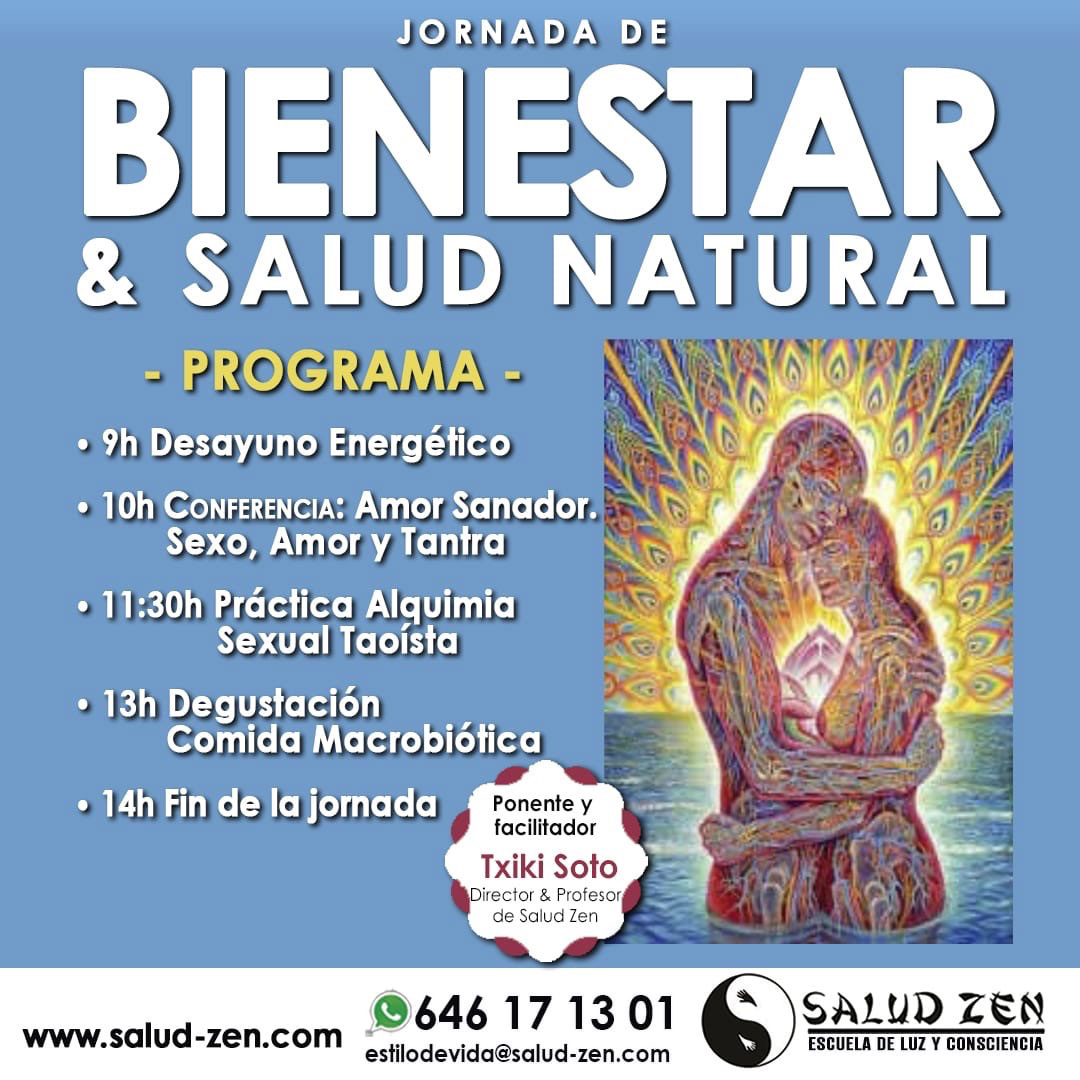 JORNADA DE
BIENESTAR
& SALUD NATURAL
- PROGRAMA -
• 9h Desayuno Energético
• 10h CONFERENCIA: Amor Sanador.
Sexo, Amor y Tantra
• 11:30h Práctica Alquimia
Sexual Taoísta
• 13h Degustación
Comida Macrobiótica
• 14h Fin de la jornada
Ponente y
facilitador
Txiki Soto
Director & Profesor
de Salud Zen
www.salud-zen.com
646 17 13 01
estilodevida@salud-zen.com
SALUD ZEN
ESCUELA DE LUZ Y CONSCIENCIA